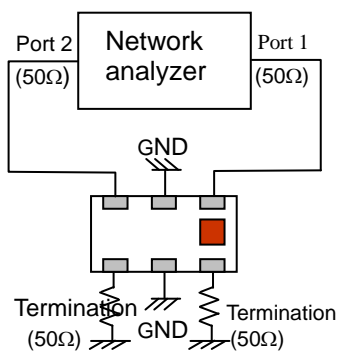 Port 2
(50Ω)
Network
analyzer
Port 1
(50Ω)
GND
Termination
(50Ω)
GND
Termination
(50Ω)